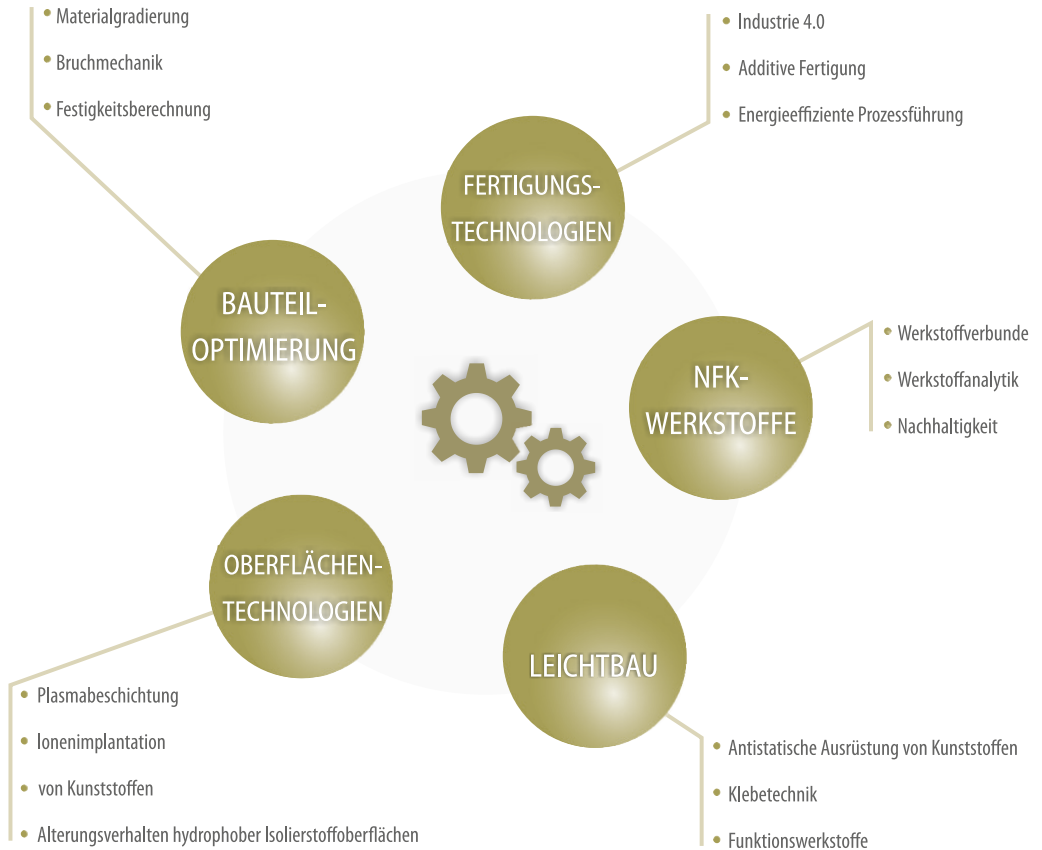 Materialgradierung
Bruchmechanik
Festigkeitsberechnung
BAUTEIL-
OPTIMIERUNG
Industrie 4.0
Additive Fertigung
Energieeffiziente Prozessführung
FERTIGUNGS-
TECHNOLOGIEN
Werkstoffverbunde
Werkstoffanalytik
Nachhaltigkeit
NFK-
WERKSTOFFE
OBERFLÄCHEN-
TECHNOLOGIEN
Plasmabeschichtung
Ionenimplantation
von Kunststoffen
Alterungsverhalten hydrophober Isolierstoffoberflächen
LEICHTBAU
Antistatische Ausrüstung von Kunststoffen
Klebetechnik
Funktionswerkstoffe